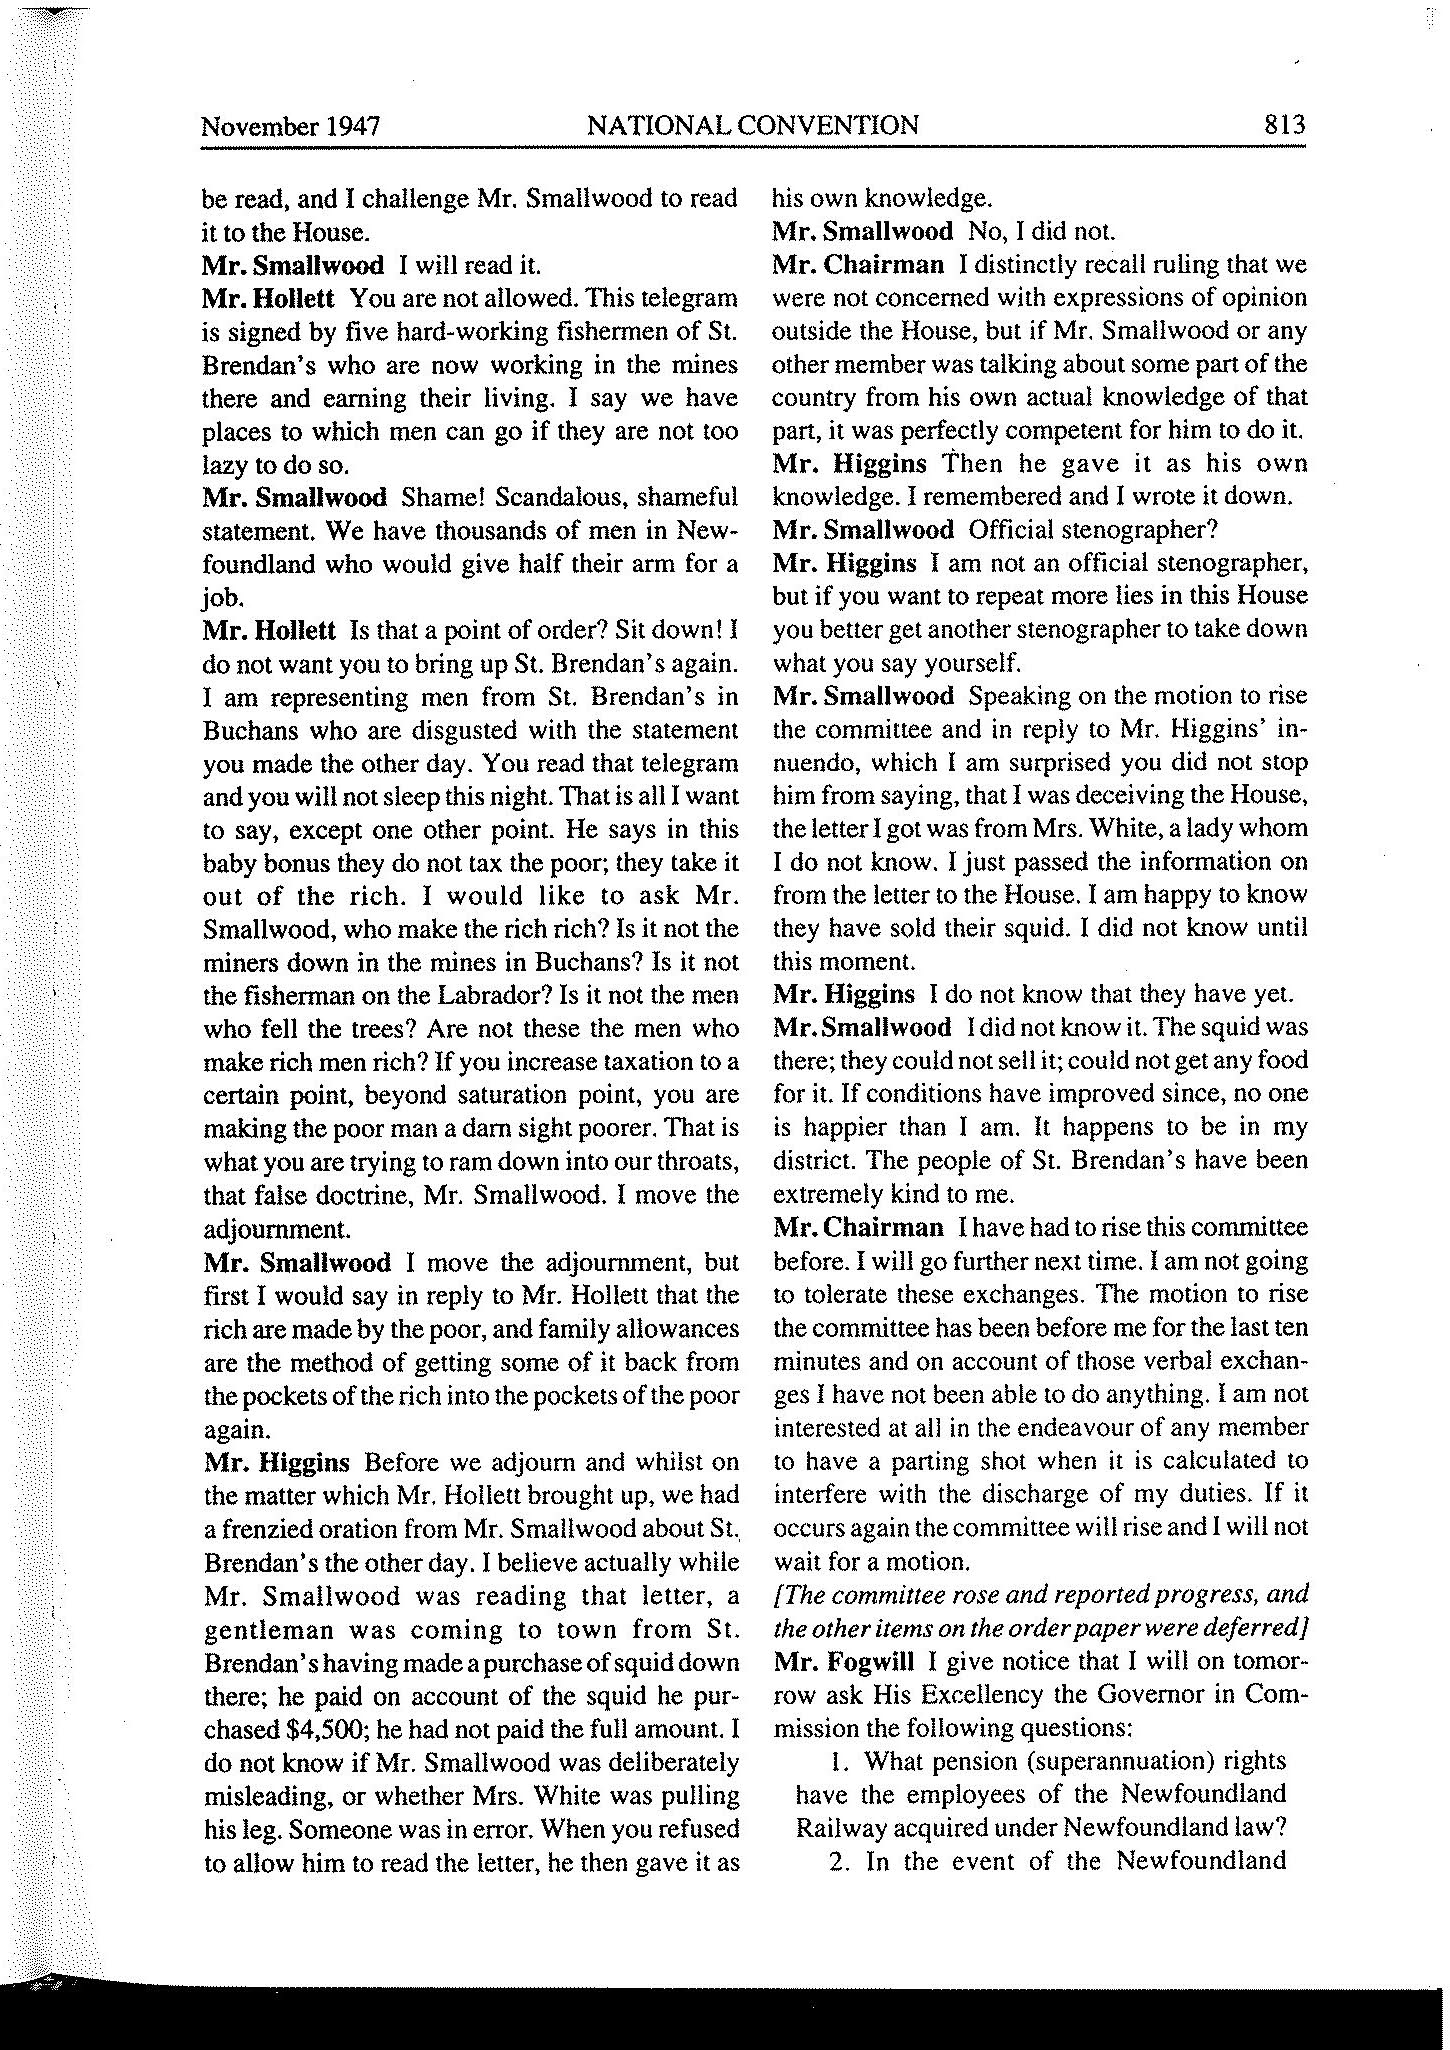 November 1947 NATIONAL CONVENTION 813
be read, and I challenge Mr. Smallwood to read
it to the House.
Mr. Smallwood I will read it.
Mr. Hollett You are not allowed. This telegram
is signed by five hard-working fishermen of St.
Brendan's who are now working in the mines
there and earning their living. I say we have
places to which men can go if they are not too
lazy to do so.
Mr. Smallwood Shame! Scandalous, shameful
statement. We have thousands of men in New-
foundland who would give half their arm for a
job.
Mr. Hollett Is that a point of order? Sit down! I
do not want you to bring up St. Brendan's again.
I am representing men from St. Brendan's in
Buchans who are disgusted with the statement
you made the other day. You read that telegram
and you will not sleep this night. That is all I want
to say, except one other point. He says in this
baby bonus they do not tax the poor; they take it
out of the rich. I would like to ask Mr.
Smallwood, who make the rich rich? Is it not the
miners down in the mines in Buchans? Is it not
the fisherman on the Labrador? Is it not the men
who fell the trees? Are not these the men who
make rich men rich? If you increase taxation to a
certain point, beyond saturation point, you are
making the poor man a darn sight poorer. That is
what you are trying to ram down into our throats,
that false doctrine, Mr. Smallwood. I move the
adjournment.
Mr. Smallwood I move the adjournment, but
first I would say in reply to Mr. Hollett that the
rich are made by the poor, and family allowances
are the method of getting some of it back from
the pockets of the rich into the pockets of the poor
again.
Mr. Higgins Before we adjourn and whilst on
the matter which Mr. Hollett brought up, we had
a frenzied oration from Mr. Smallwood about St.
Brendan's the other day. I believe actually while
Mr. Smallwood was reading that letter, a
gentleman was coming to town from St.
Brendan's having made a purchase of squid down
there; he paid on account of the squid he pur-
chased $4,500; he had not paid the full amount. I
do not know if Mr. Smallwood was deliberately
misleading, or whether Mrs. White was pulling
his leg. Someone was in error. When you refused
to allow him to read the letter, he then gave it as
his own knowledge.
Mr. Smallwood No, I did not.
Mr. Chairman I distinctly recall ruling that we
were not concerned with expressions of opinion
outside the House, but if Mr. Smallwood or any
other member was talking about some part of the
country from his own actual knowledge of that
part, it was perfectly competent for him to do it.
Mr. Higgins Then he gave it as his own
knowledge. I remembered and I wrote it down.
Mr. Smallwood Official stenographer?
Mr. Higgins I am not an official stenographer,
but if you want to repeat more lies in this House
you better get another stenographer to take down
what you say yourself.
Mr. Smallwood Speaking on the motion to rise
the committee and in reply to Mr. Higgins' in-
nuendo, which I am surprised you did not stop
him from saying, that I was deceiving the House,
the letter I got was from Mrs. White, a lady whom
I do not know. I just passed the information on
from the letter to the House. I am happy to know
they have sold their squid. I did not know until
this moment.
Mr. Higgins I do not know that they have yet.
Mr. Smallwood I did not know it. The squid was
there; they could not sell it; could not get any food
for it. If conditions have improved since, no one
is happier than I am. It happens to be in my
district. The people of St. Brendan's have been
extremely kind to me.
Mr. Chairman I have had to rise this committee
before. I will go further next time. I am not going
to tolerate these exchanges. The motion to rise
the committee has been before me for the last ten
minutes and on account of those verbal exchan-
ges I have not been able to do anything. I am not
interested at all in the endeavour of any member
to have a parting shot when it is calculated to
interfere with the discharge of my duties. If it
occurs again the committee will rise and I will not
wait for a motion.
[The committee rose and reported progress, and
the other items on the order paper were deferred]
Mr. Fogwill I give notice that I will on tomor-
row ask His Excellency the Governor in Com-
mission the following questions:
1. What pension (superannuation) rights
have the employees of the Newfoundland
Railway acquired under Newfoundland law?
2. In the event of the Newfoundland